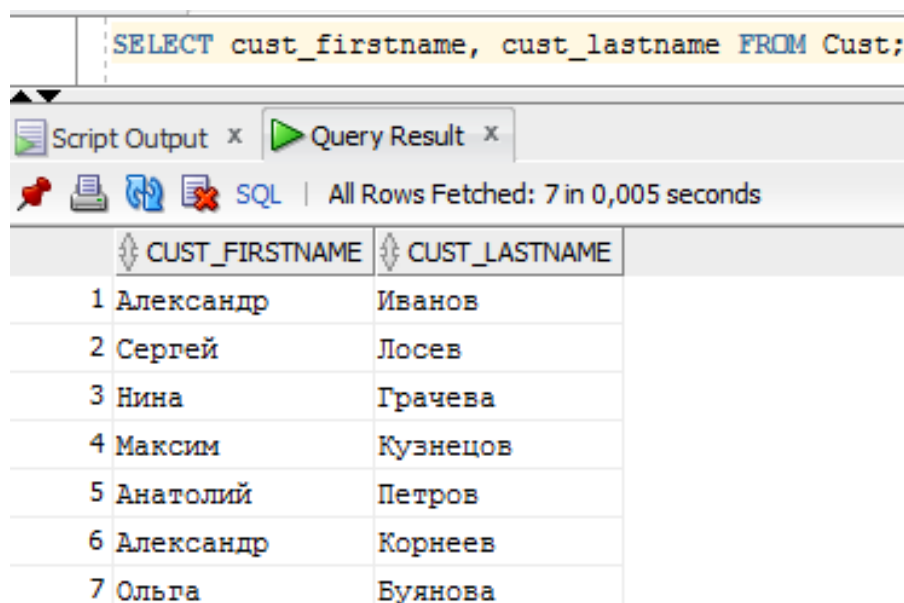 SELECT cust_firstname, cust_lastname FROM Cust;
Script Output x Query Result x
SQL | All Rows Fetched: 7 in 0,005 seconds
CUST_FIRSTNAME CUST_LASTNAME
1 Александр Иванов
2 Сергей Лосев
3 Нина Грачева
4 Максим Кузнецов
5 Анатолий Петров
6 Александр Корнеев
7 Ольга Буянова